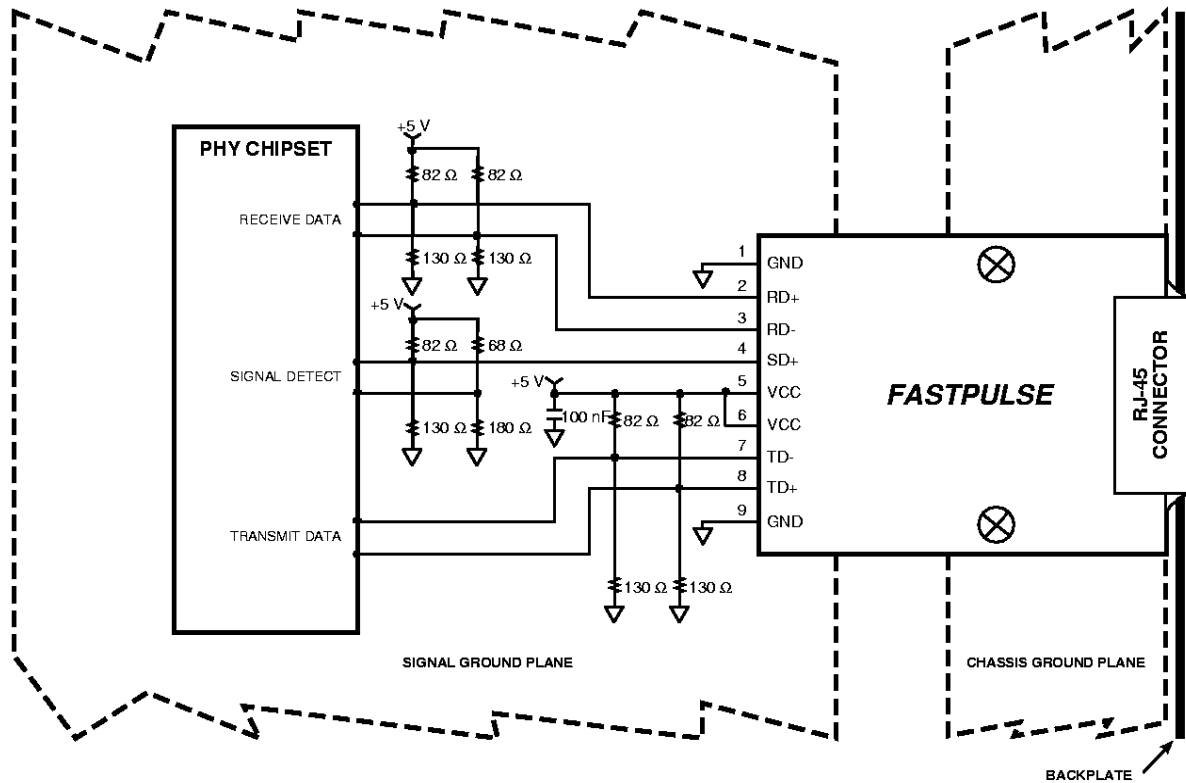 PHY CHIPSET
+5 V
82 Ω
82 Ω
RECEIVE DATA
130 Ω
130 Ω
+5 V
82 Ω
68 Ω
SIGNAL DETECT
+5 V
100 nF
82 Ω
82 Ω
130 Ω
180 Ω
TRANSMIT DATA
130 Ω
130 Ω
1
GND
2
RD+
3
RD-
4
SD+
5
VCC
6
VCC
7
TD-
8
TD+
9
GND
FASTPULSE
RJ-45
CONNECTOR
SIGNAL GROUND PLANE
CHASSIS GROUND PLANE
BACKPLATE